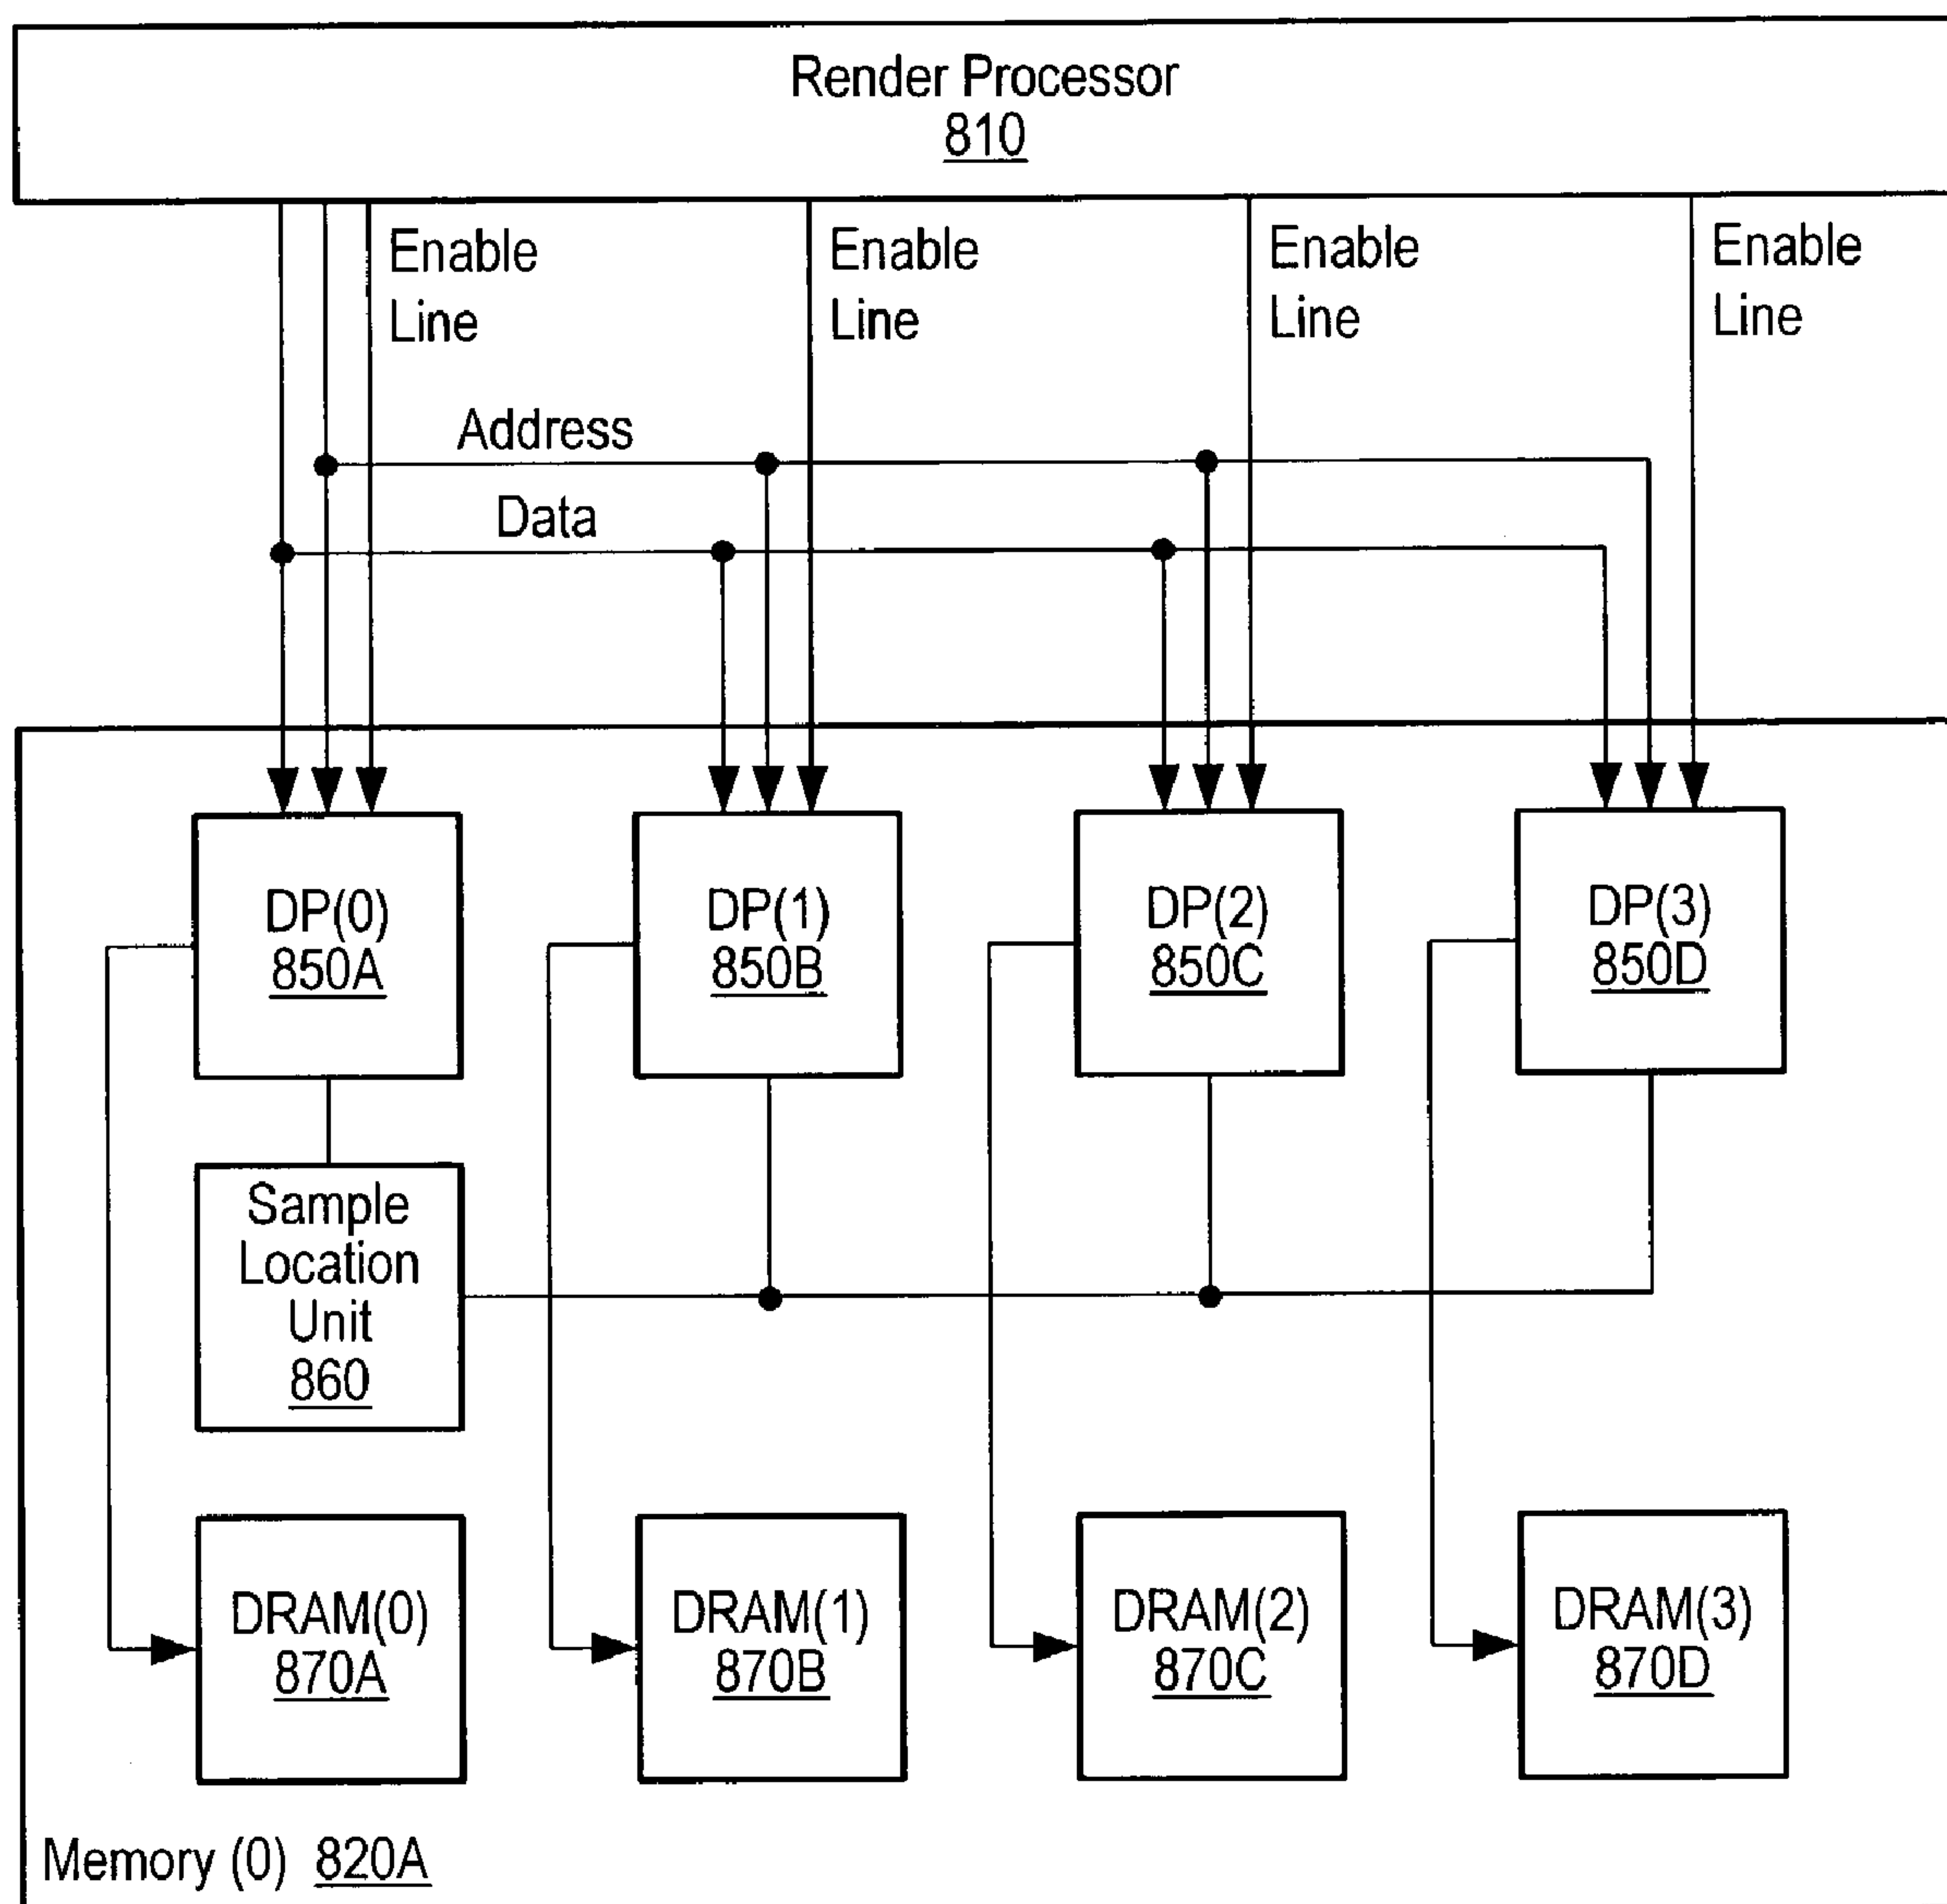 Render Processor
810
Enable
Line
Enable
Line
Enable
Line
Enable
Line
Address
Data
DP(0)
850A
DP(1)
850B
DP(2)
850C
DP(3)
850D
Sample
Location
Unit
860
DRAM(0)
870A
DRAM(1)
870B
DRAM(2)
870C
DRAM(3)
870D
Memory (0) 820A